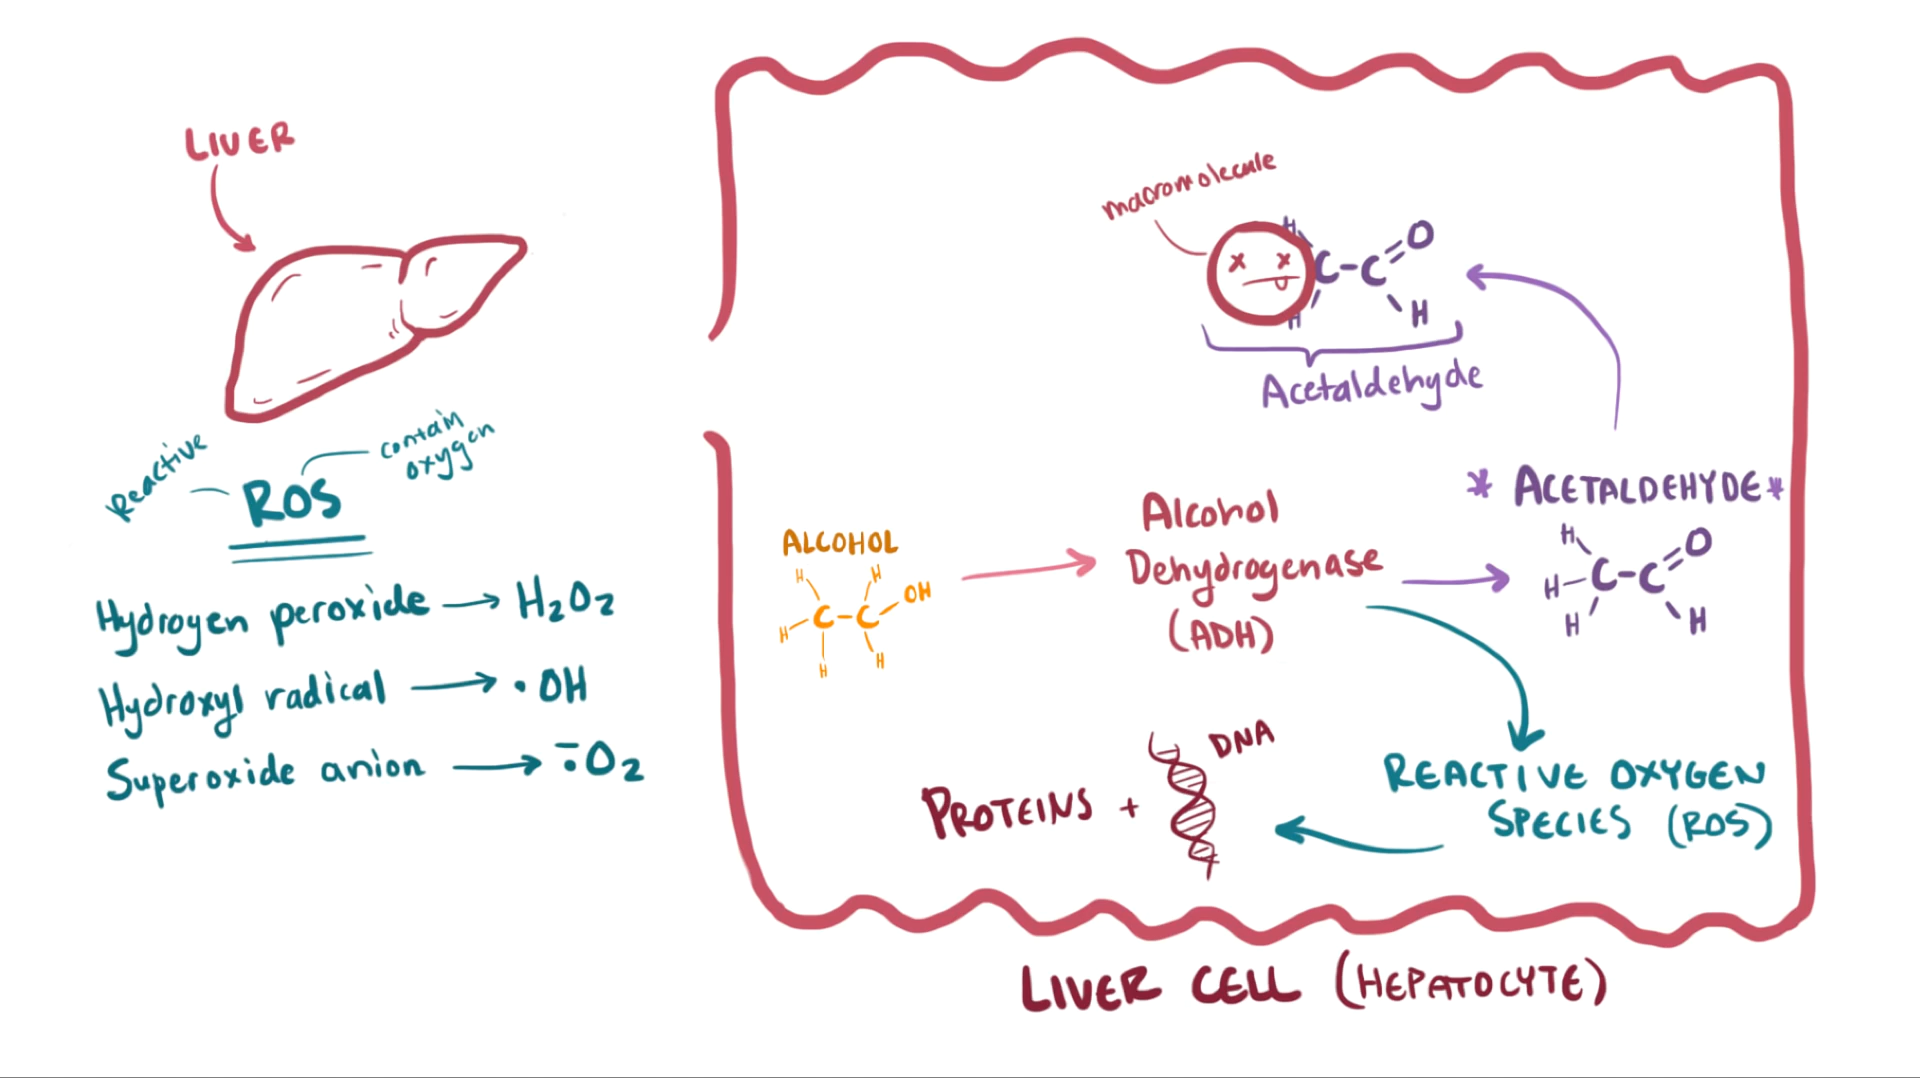 LIVER
Reactive
contain
oxygen
ROS
Hydrogen peroxide → H₂O₂
Hydroxyl radical → •OH
Superoxide anion → ⁻•O₂
macromolecule
H
C-C=O
H
H
Acetaldehyde
ALCOHOL
H H
C-C OH
H
H H
Alcohol
Dehydrogenase
(ADH)
* ACETALDEHYDE *
H
H-C-C=O
H H
PROTEINS + DNA
REACTIVE OXYGEN
SPECIES (ROS)
LIVER CELL (HEPATOCYTE)